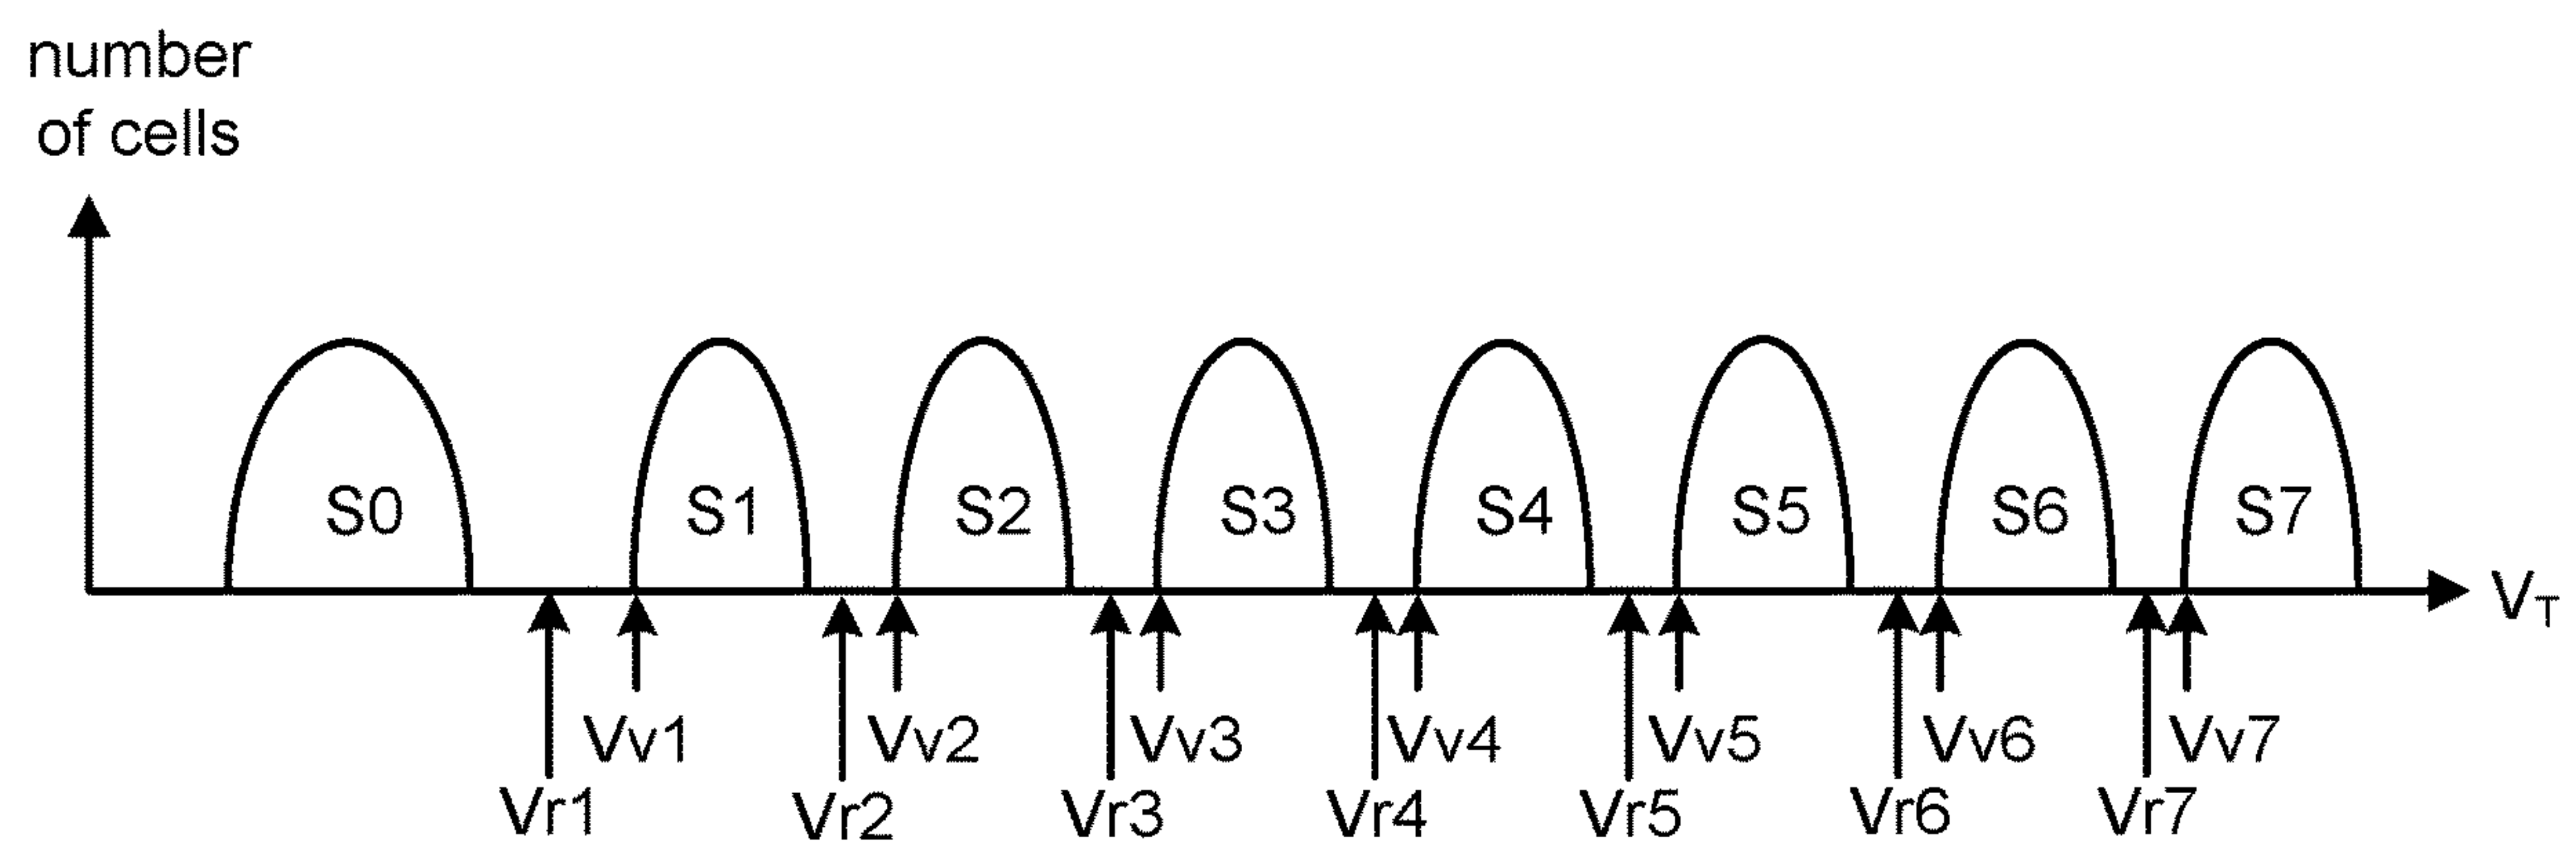 number
of cells
S0 S1 S2 S3 S4 S5 S6 S7
VT
Vv1 Vv2 Vv3 Vv4 Vv5 Vv6 Vv7
Vr1 Vr2 Vr3 Vr4 Vr5 Vr6 Vr7